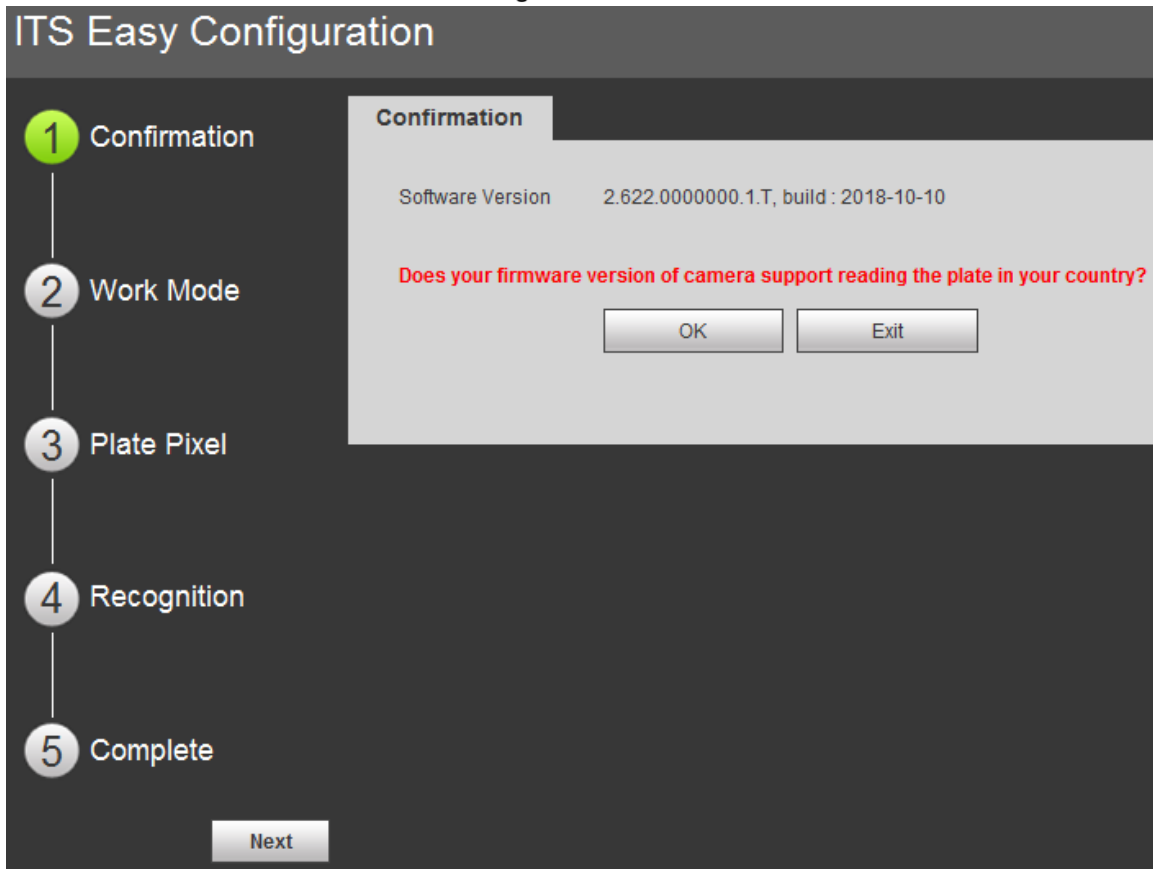 ITS Easy Configuration
1 Confirmation
2 Work Mode
3 Plate Pixel
4 Recognition
5 Complete
Next
Confirmation
Software Version 2.622.0000000.1.T, build : 2018-10-10
Does your firmware version of camera support reading the plate in your country?
OK Exit